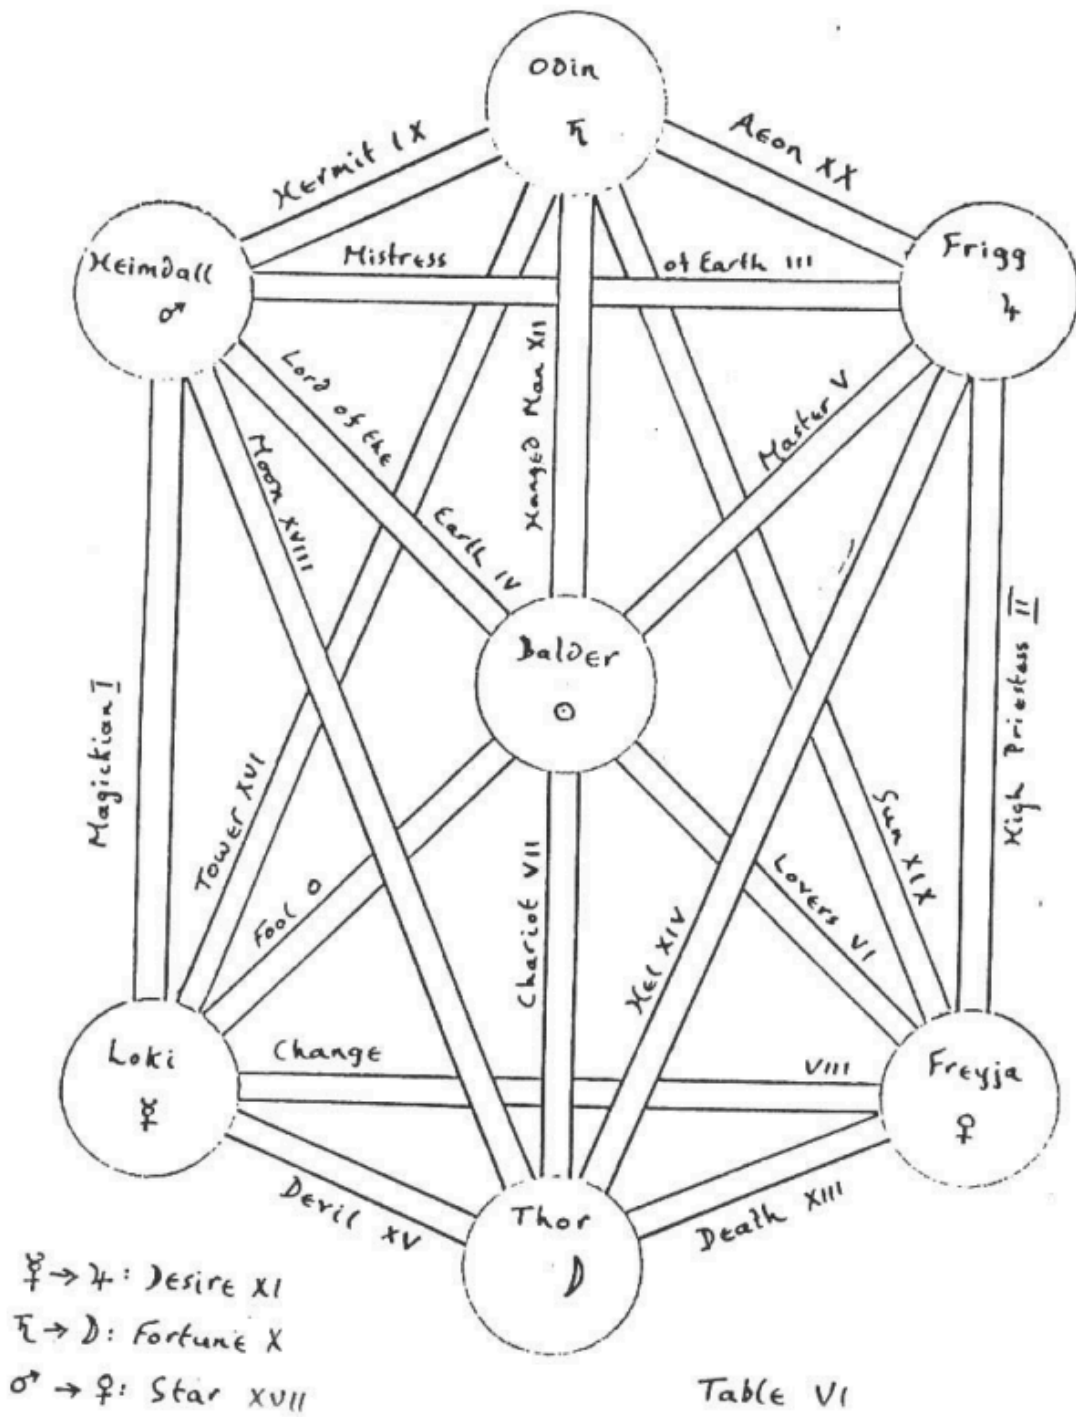 Odin
♄
Hermit IX
Aeon XX
Heimdall
♂
Mistress
of Earth III
Frigg
♃
Lord of the
Earth IV
Moon XVIII
Hanged Man XII
Master V
Balder
☉
Magickian I
Tower XVI
Fool 0
Chariot VII
Hel XIV
Lovers VI
Sun XIX
High Priestess II
Loki
☿
Change
VIII
Freyja
♀
Devil XV
Thor
☽
Death XIII
☿→♃: Desire XI
♄→☽: Fortune X
♂→♀: Star XVII
Table VI